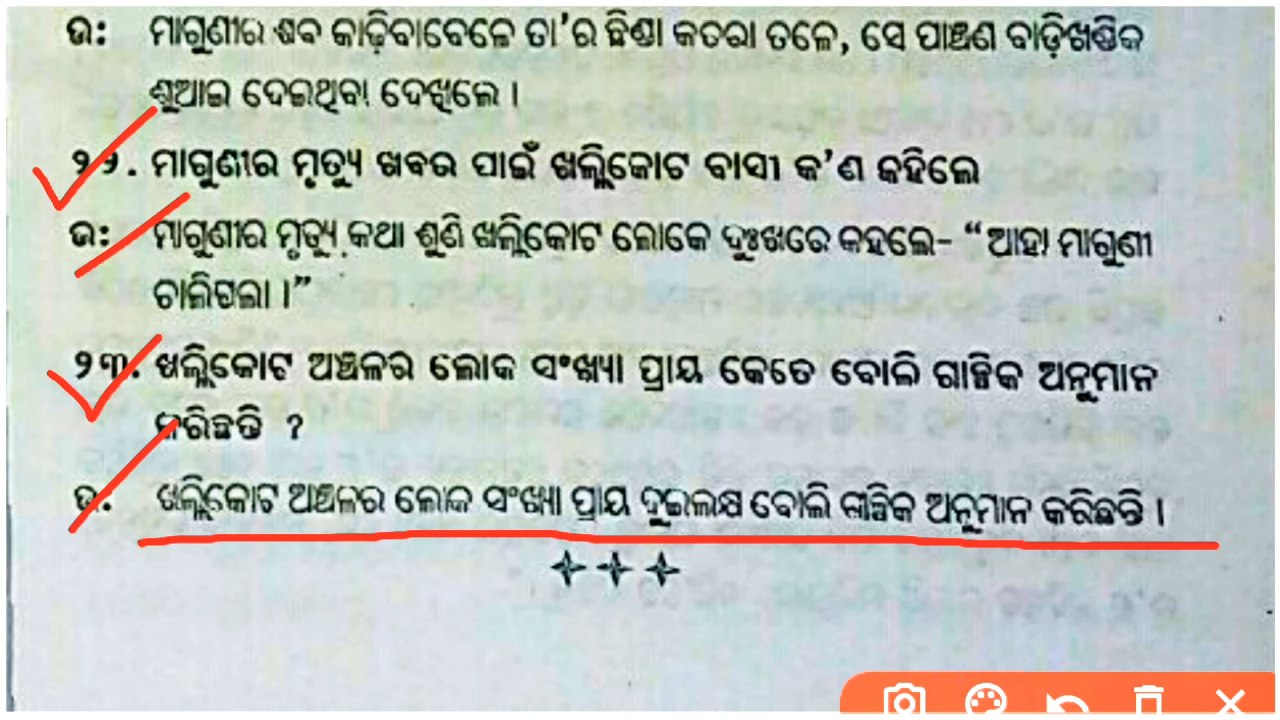 ଉ: ମାଗୁଣୀର ଶବ କାଢ଼ିବାବେଳେ ତା'ର ଛିଣ୍ଡା କତରା ତଳେ, ସେ ପାଞ୍ଚଣ ବାଡ଼ିଖଣ୍ଡିକ
ଶୁଆଇ ଦେଇଥିବା ଦେଖିଲେ ।
୨୨. ମାଗୁଣୀର ମୃତ୍ୟୁ ଖବର ପାଇଁ ଖଲ୍ଲିକୋଟ ବାସୀ କ'ଣ କହିଲେ
ଉ: ମାଗୁଣୀର ମୃତ୍ୟୁ କଥା ଶୁଣି ଖଲ୍ଲିକୋଟ ଲୋକେ ଦୁଃଖରେ କହଲେ- “ ଆହା ମାଗୁଣୀ
ଚାଲିଗଲା ।”
୨୩. ଖଲ୍ଲିକୋଟ ଅଞ୍ଚଳର ଲୋକ ସଂଖ୍ୟା ପ୍ରାୟ କେତେ ବୋଲି ଗାଳ୍ପିକ ଅନୁମାନ
କରିଛନ୍ତି ?
ଉ: ଖଲ୍ଲିକୋଟ ଅଞ୍ଚଳର ଲୋକ ସଂଖ୍ୟା ପ୍ରାୟ ଦୁଇଲକ୍ଷ ବୋଲି ଗାଳ୍ପିକ ଅନୁମାନ କରିଛନ୍ତି ।